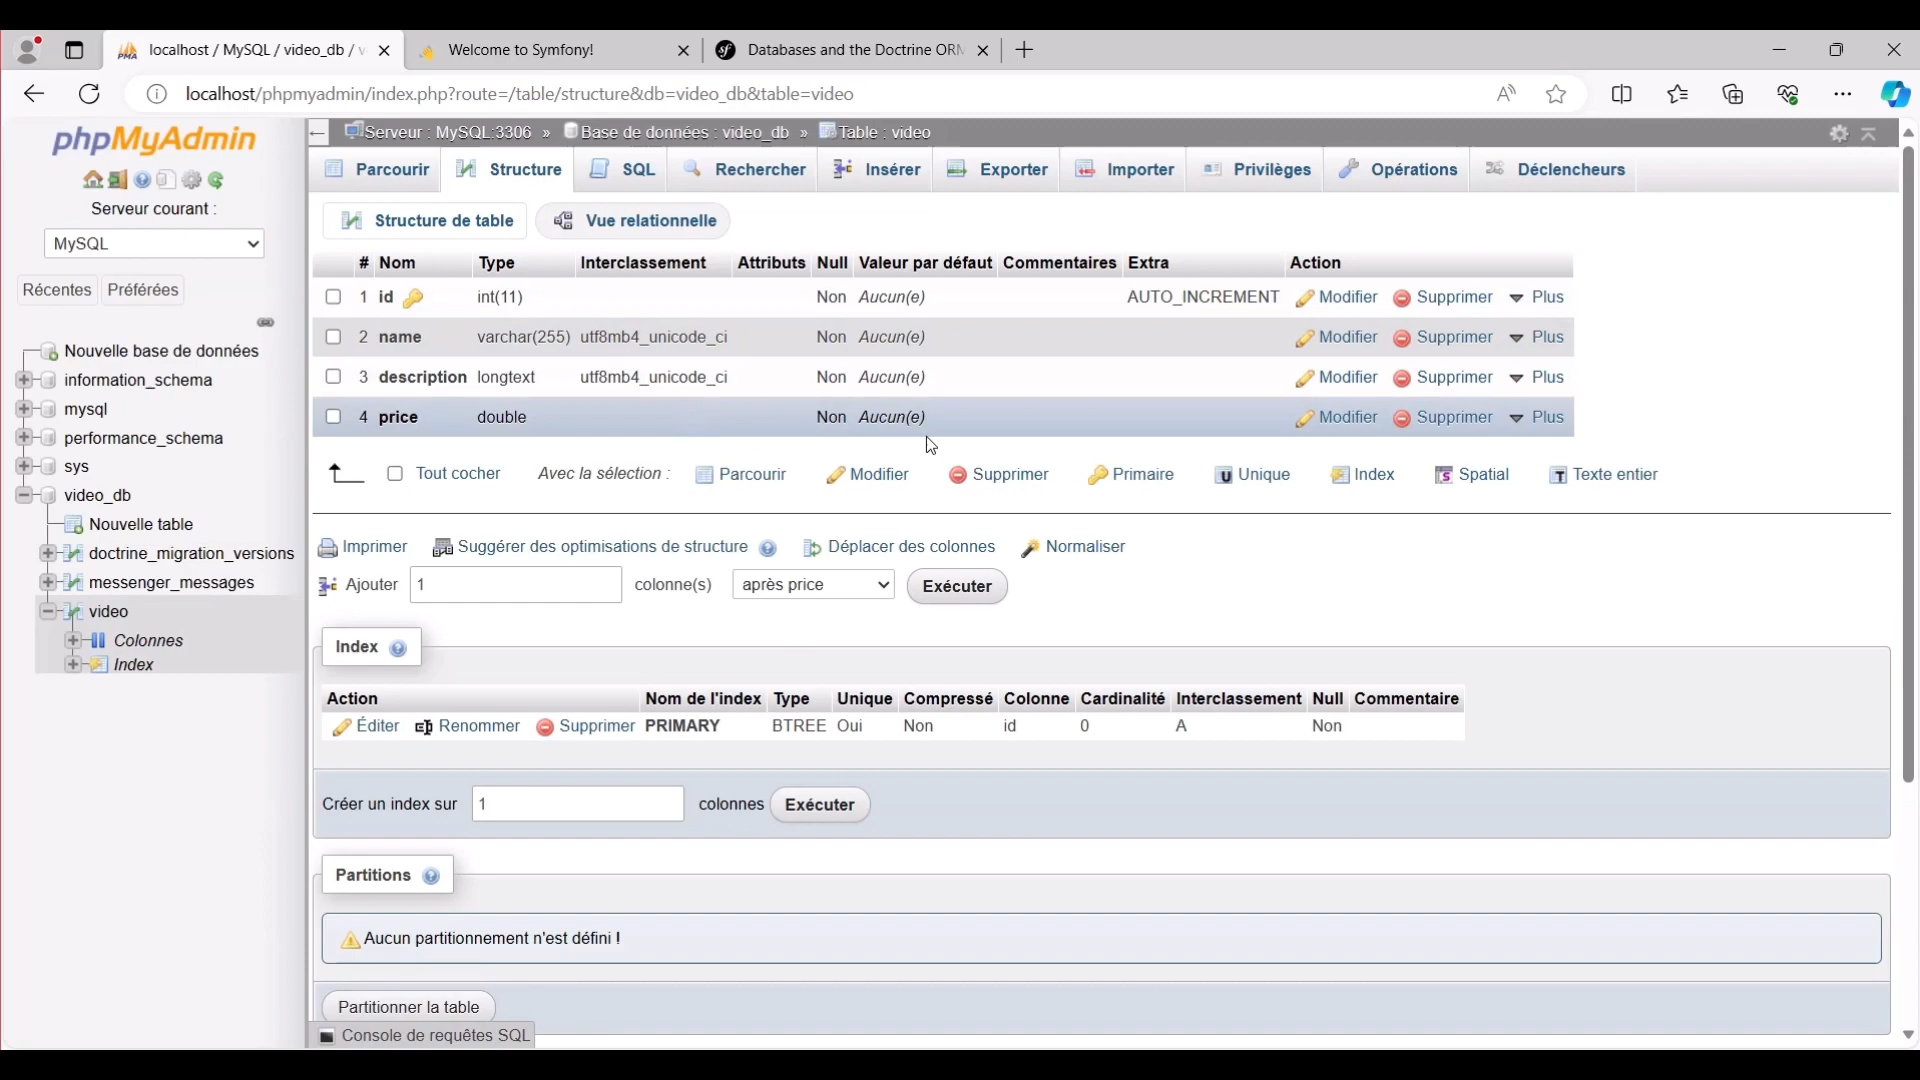 localhost / MySQL / video_db / v
Welcome to Symfony!
Databases and the Doctrine ORM
localhost/phpmyadmin/index.php?route=/table/structure&db=video_db&table=video
phpMyAdmin
Serveur courant :
MySQL
Récentes
Préférées
Nouvelle base de données
information_schema
mysql
performance_schema
sys
video_db
Nouvelle table
doctrine_migration_versions
messenger_messages
video
Colonnes
Index
Serveur : MySQL:3306 » Base de données : video_db » Table : video
Parcourir Structure SQL Rechercher Insérer Exporter Importer Privilèges Opérations Déclencheurs
Structure de table Vue relationnelle
# Nom Type Interclassement Attributs Null Valeur par défaut Commentaires Extra Action
1 id int(11) Non Aucun(e) AUTO_INCREMENT Modifier Supprimer Plus
2 name varchar(255) utf8mb4_unicode_ci Non Aucun(e) Modifier Supprimer Plus
3 description longtext utf8mb4_unicode_ci Non Aucun(e) Modifier Supprimer Plus
4 price double Non Aucun(e) Modifier Supprimer Plus
Tout cocher Avec la sélection : Parcourir Modifier Supprimer Primaire Unique Index Spatial Texte entier
Imprimer Suggérer des optimisations de structure Déplacer des colonnes Normaliser
Ajouter 1 colonne(s) après price Exécuter
Index
Action Nom de l'index Type Unique Compressé Colonne Cardinalité Interclassement Null Commentaire
Éditer Renommer Supprimer PRIMARY BTREE Oui Non id 0 A Non
Créer un index sur 1 colonnes Exécuter
Partitions
Aucun partitionnement n'est défini !
Partitionner la table
Console de requêtes SQL